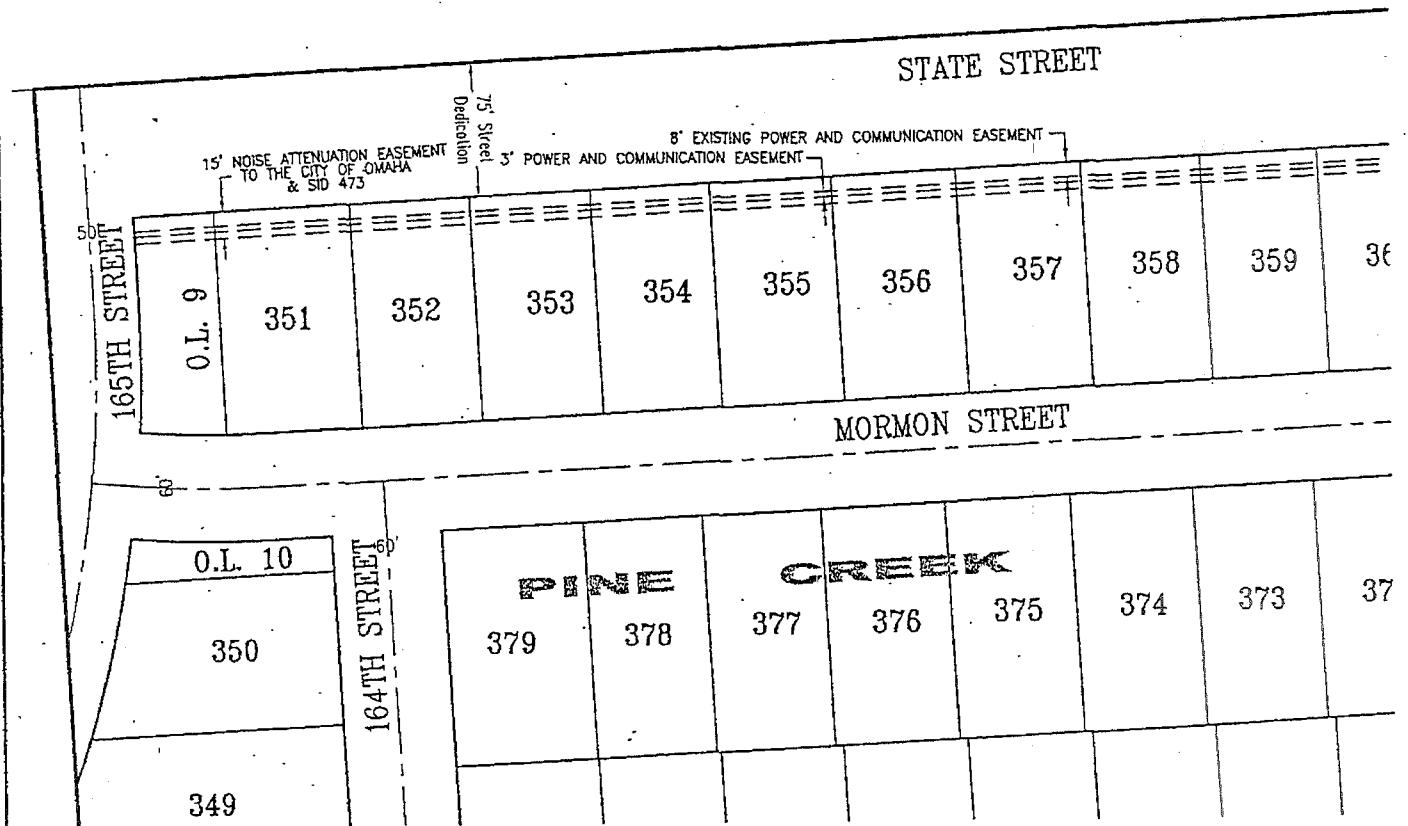 STATE STREET
75' Street
Dedication
8' EXISTING POWER AND COMMUNICATION EASEMENT
3' POWER AND COMMUNICATION EASEMENT
15' NOISE ATTENUATION EASEMENT
TO THE CITY OF OMAHA
& SID 473
50'
165TH STREET
O.L. 9
351
352
353
354
355
356
357
358
359
36
MORMON STREET
60'
O.L. 10
60'
164TH STREET
PINE CREEK
350
379
378
377
376
375
374
373
37
349